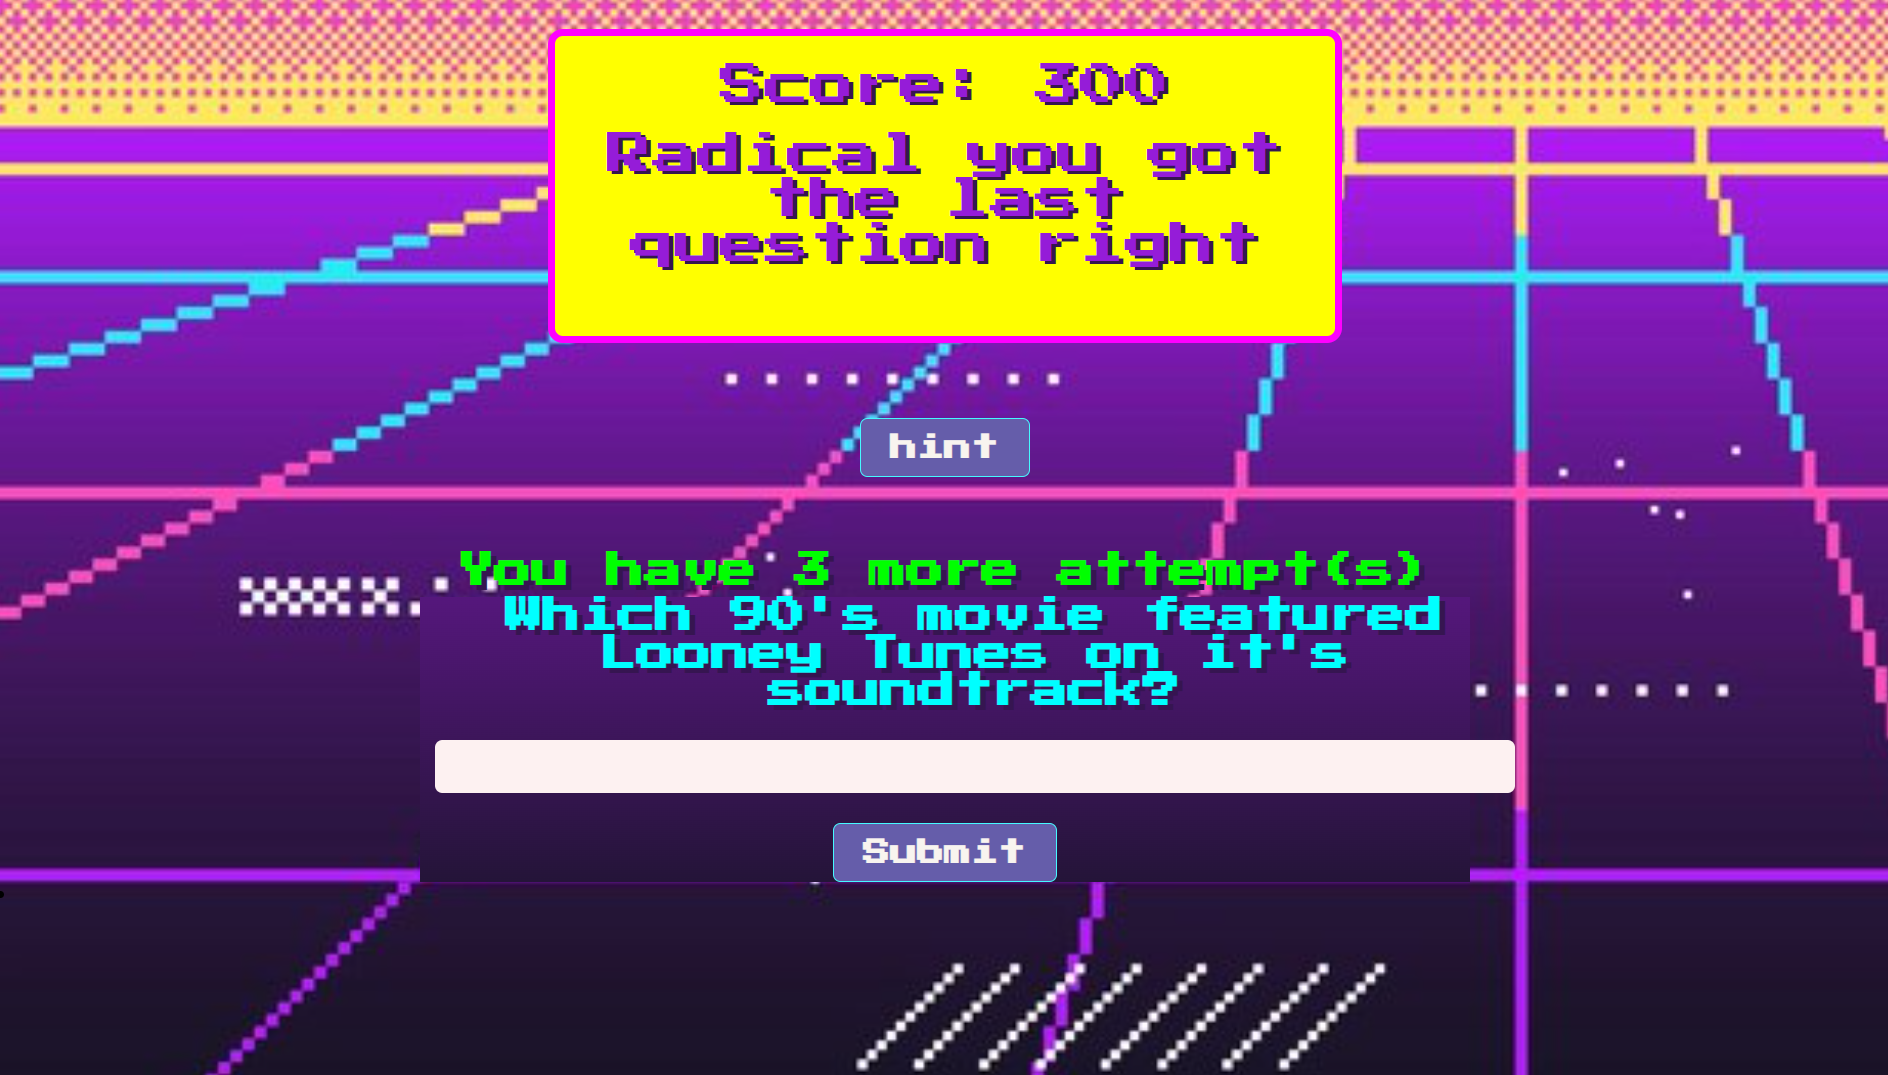 Score: 300
Radical you got
the last
question right
hint
You have 3 more attempt(s)
Which 90's movie featured
Looney Tunes on it's
soundtrack?
Submit